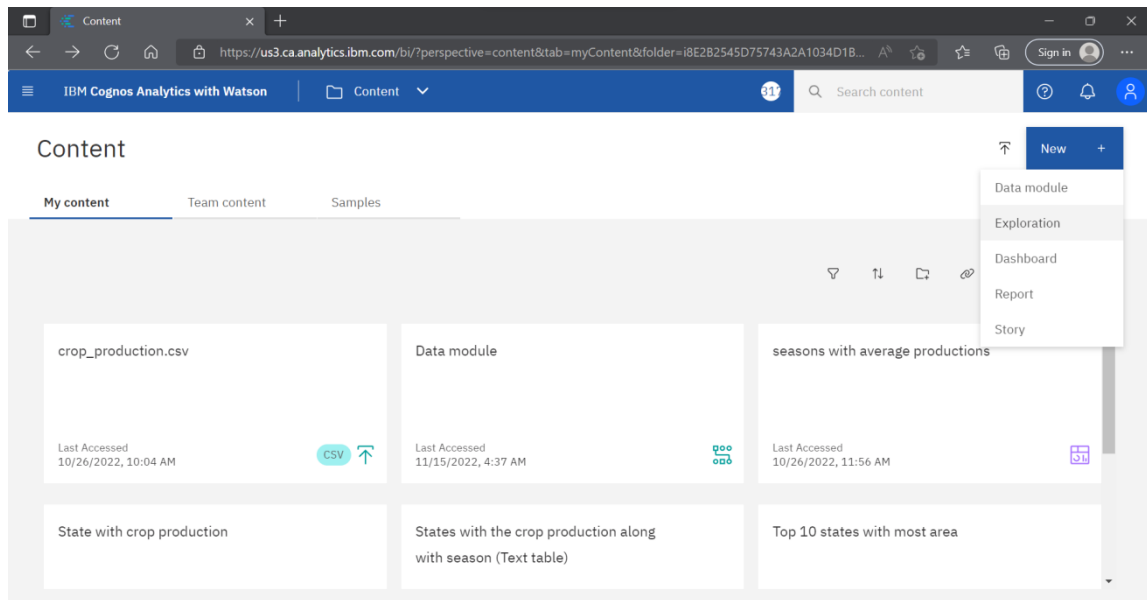 Content
https://us3.ca.analytics.ibm.com/bi/?perspective=content&tab=myContent&folder=i8E2B2545D75743A2A1034D1B...
Sign in
IBM Cognos Analytics with Watson
Content
Search content
Content
New +
My content
Team content
Samples
Data module
Exploration
Dashboard
Report
Story
crop_production.csv
Last Accessed
10/26/2022, 10:04 AM
CSV
Data module
Last Accessed
11/15/2022, 4:37 AM
seasons with average productions
Last Accessed
10/26/2022, 11:56 AM
State with crop production
States with the crop production along
with season (Text table)
Top 10 states with most area